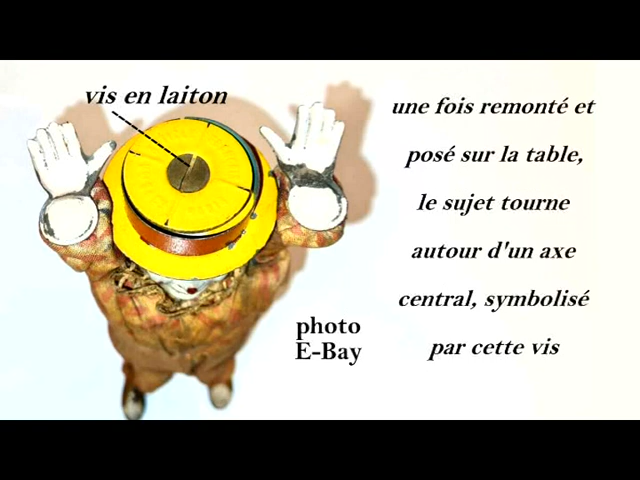 vis en laiton
une fois remonté et
posé sur la table,
le sujet tourne
autour d'un axe
central, symbolisé
par cette vis
photo
E-Bay